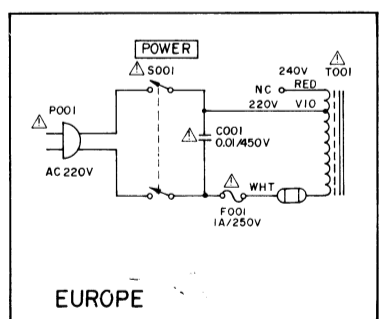 POWER
S001
240V
T001
NC
RED
P001
220V
VIO
C001
0.01/450V
AC 220V
WHT
F001
1A/250V
EUROPE